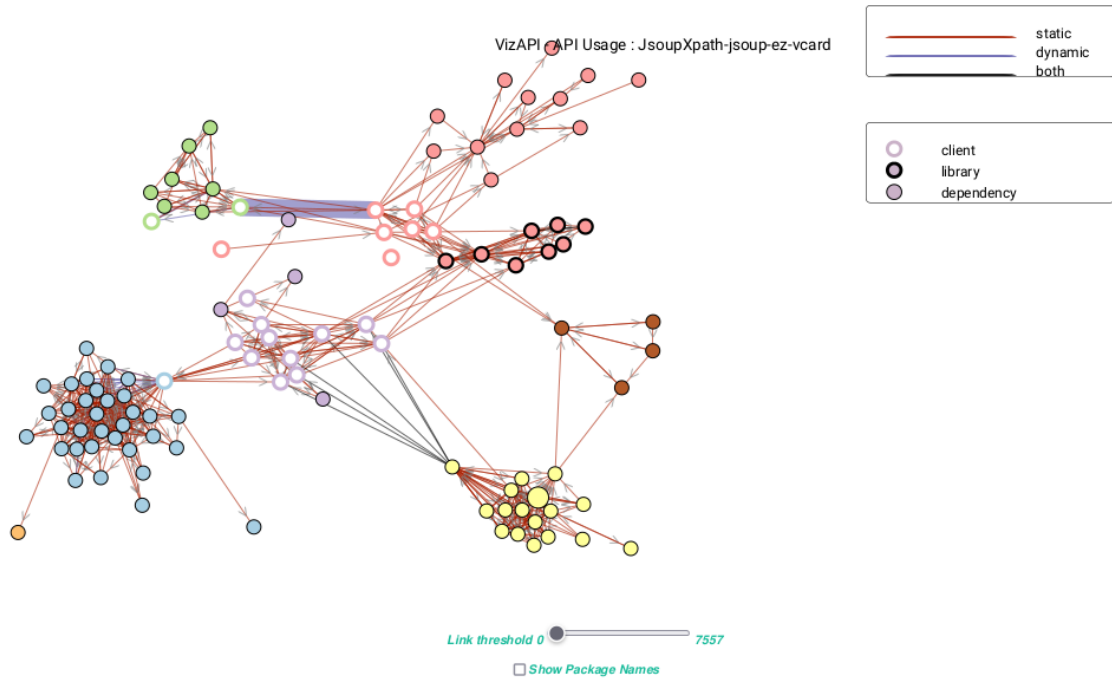 VizAPI - API Usage : JsoupXpath-jsoup-ez-vcard
static
dynamic
both
client
library
dependency
Link threshold 0 7557
Show Package Names